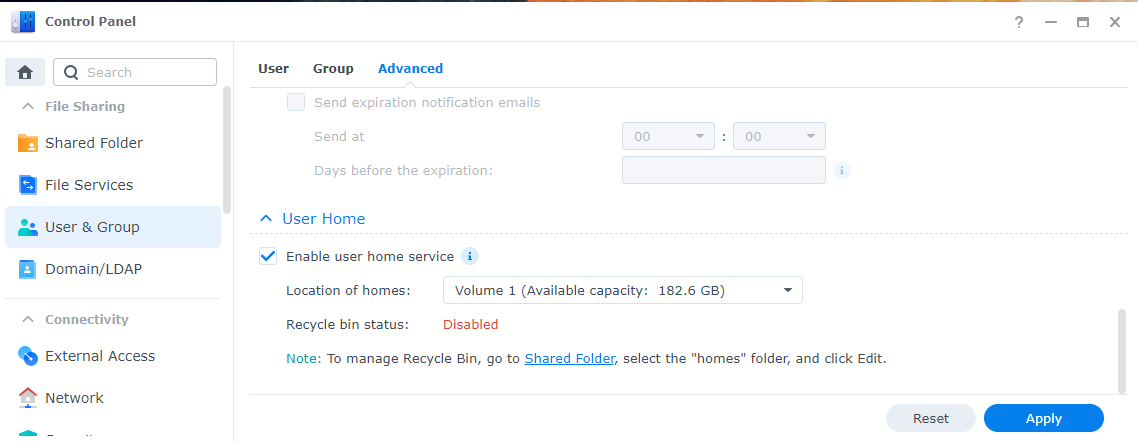 Control Panel
?
Search
User Group Advanced
File Sharing
Shared Folder
File Services
User & Group
Domain/LDAP
Connectivity
External Access
Network
Send expiration notification emails
Send at 00 : 00
Days before the expiration: i
User Home
Enable user home service i
Location of homes: Volume 1 (Available capacity: 182.6 GB)
Recycle bin status: Disabled
Note: To manage Recycle Bin, go to Shared Folder, select the "homes" folder, and click Edit.
Reset Apply